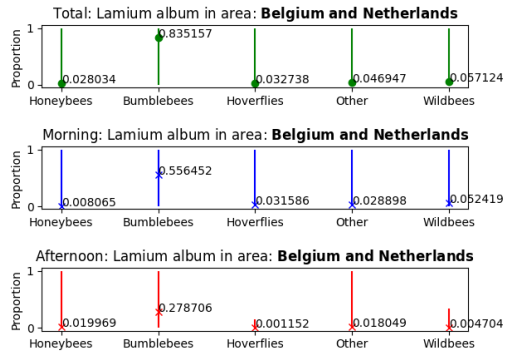 Total: Lamium album in area: Belgium and Netherlands
Proportion
1
0
0.028034
0.835157
0.032738
0.046947
0.057124
Honeybees Bumblebees Hoverflies Other Wildbees
Morning: Lamium album in area: Belgium and Netherlands
Proportion
1
0
0.008065
0.556452
0.031586
0.028898
0.052419
Honeybees Bumblebees Hoverflies Other Wildbees
Afternoon: Lamium album in area: Belgium and Netherlands
Proportion
1
0
0.019969
0.278706
0.001152
0.018049
0.004704
Honeybees Bumblebees Hoverflies Other Wildbees